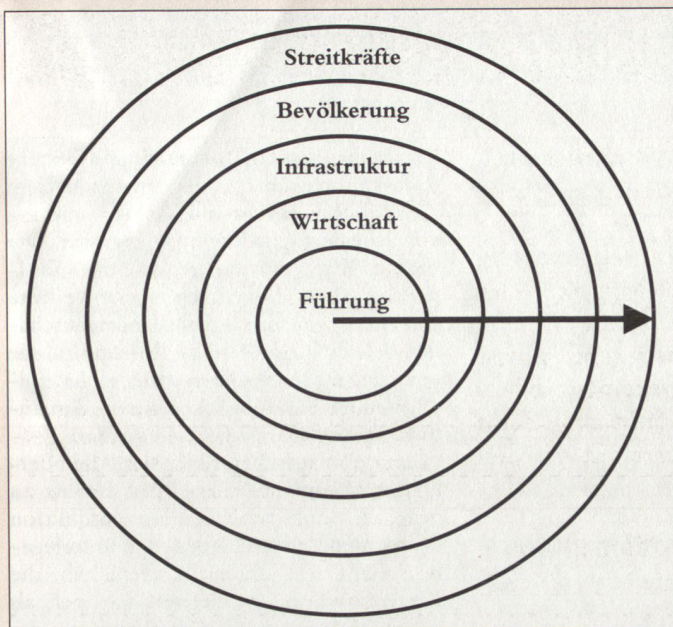 Streitkräfte
Bevölkerung
Infrastruktur
Wirtschaft
Führung